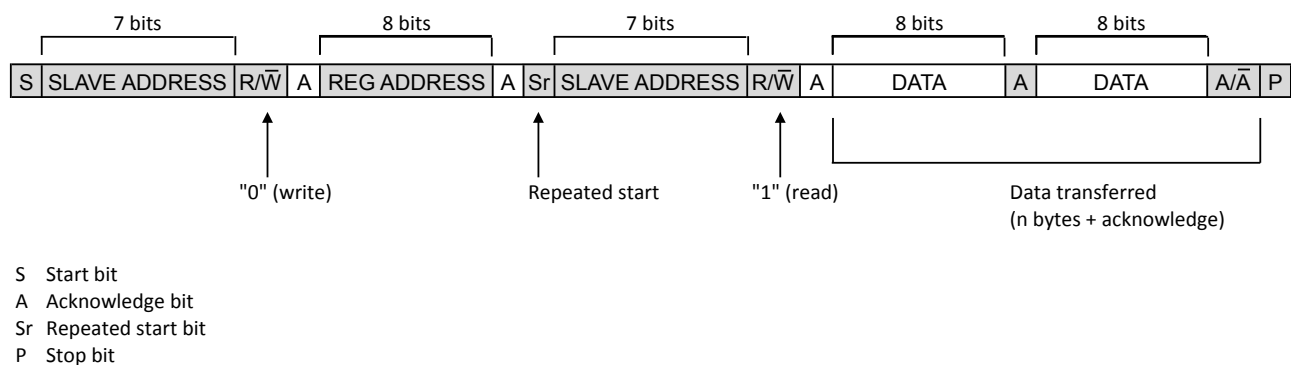 7 bits 8 bits 7 bits 8 bits 8 bits
S SLAVE ADDRESS R/W̅ A REG ADDRESS A Sr SLAVE ADDRESS R/W̅ A DATA A DATA A/A̅ P
"0" (write) Repeated start "1" (read) Data transferred
(n bytes + acknowledge)
S Start bit
A Acknowledge bit
Sr Repeated start bit
P Stop bit